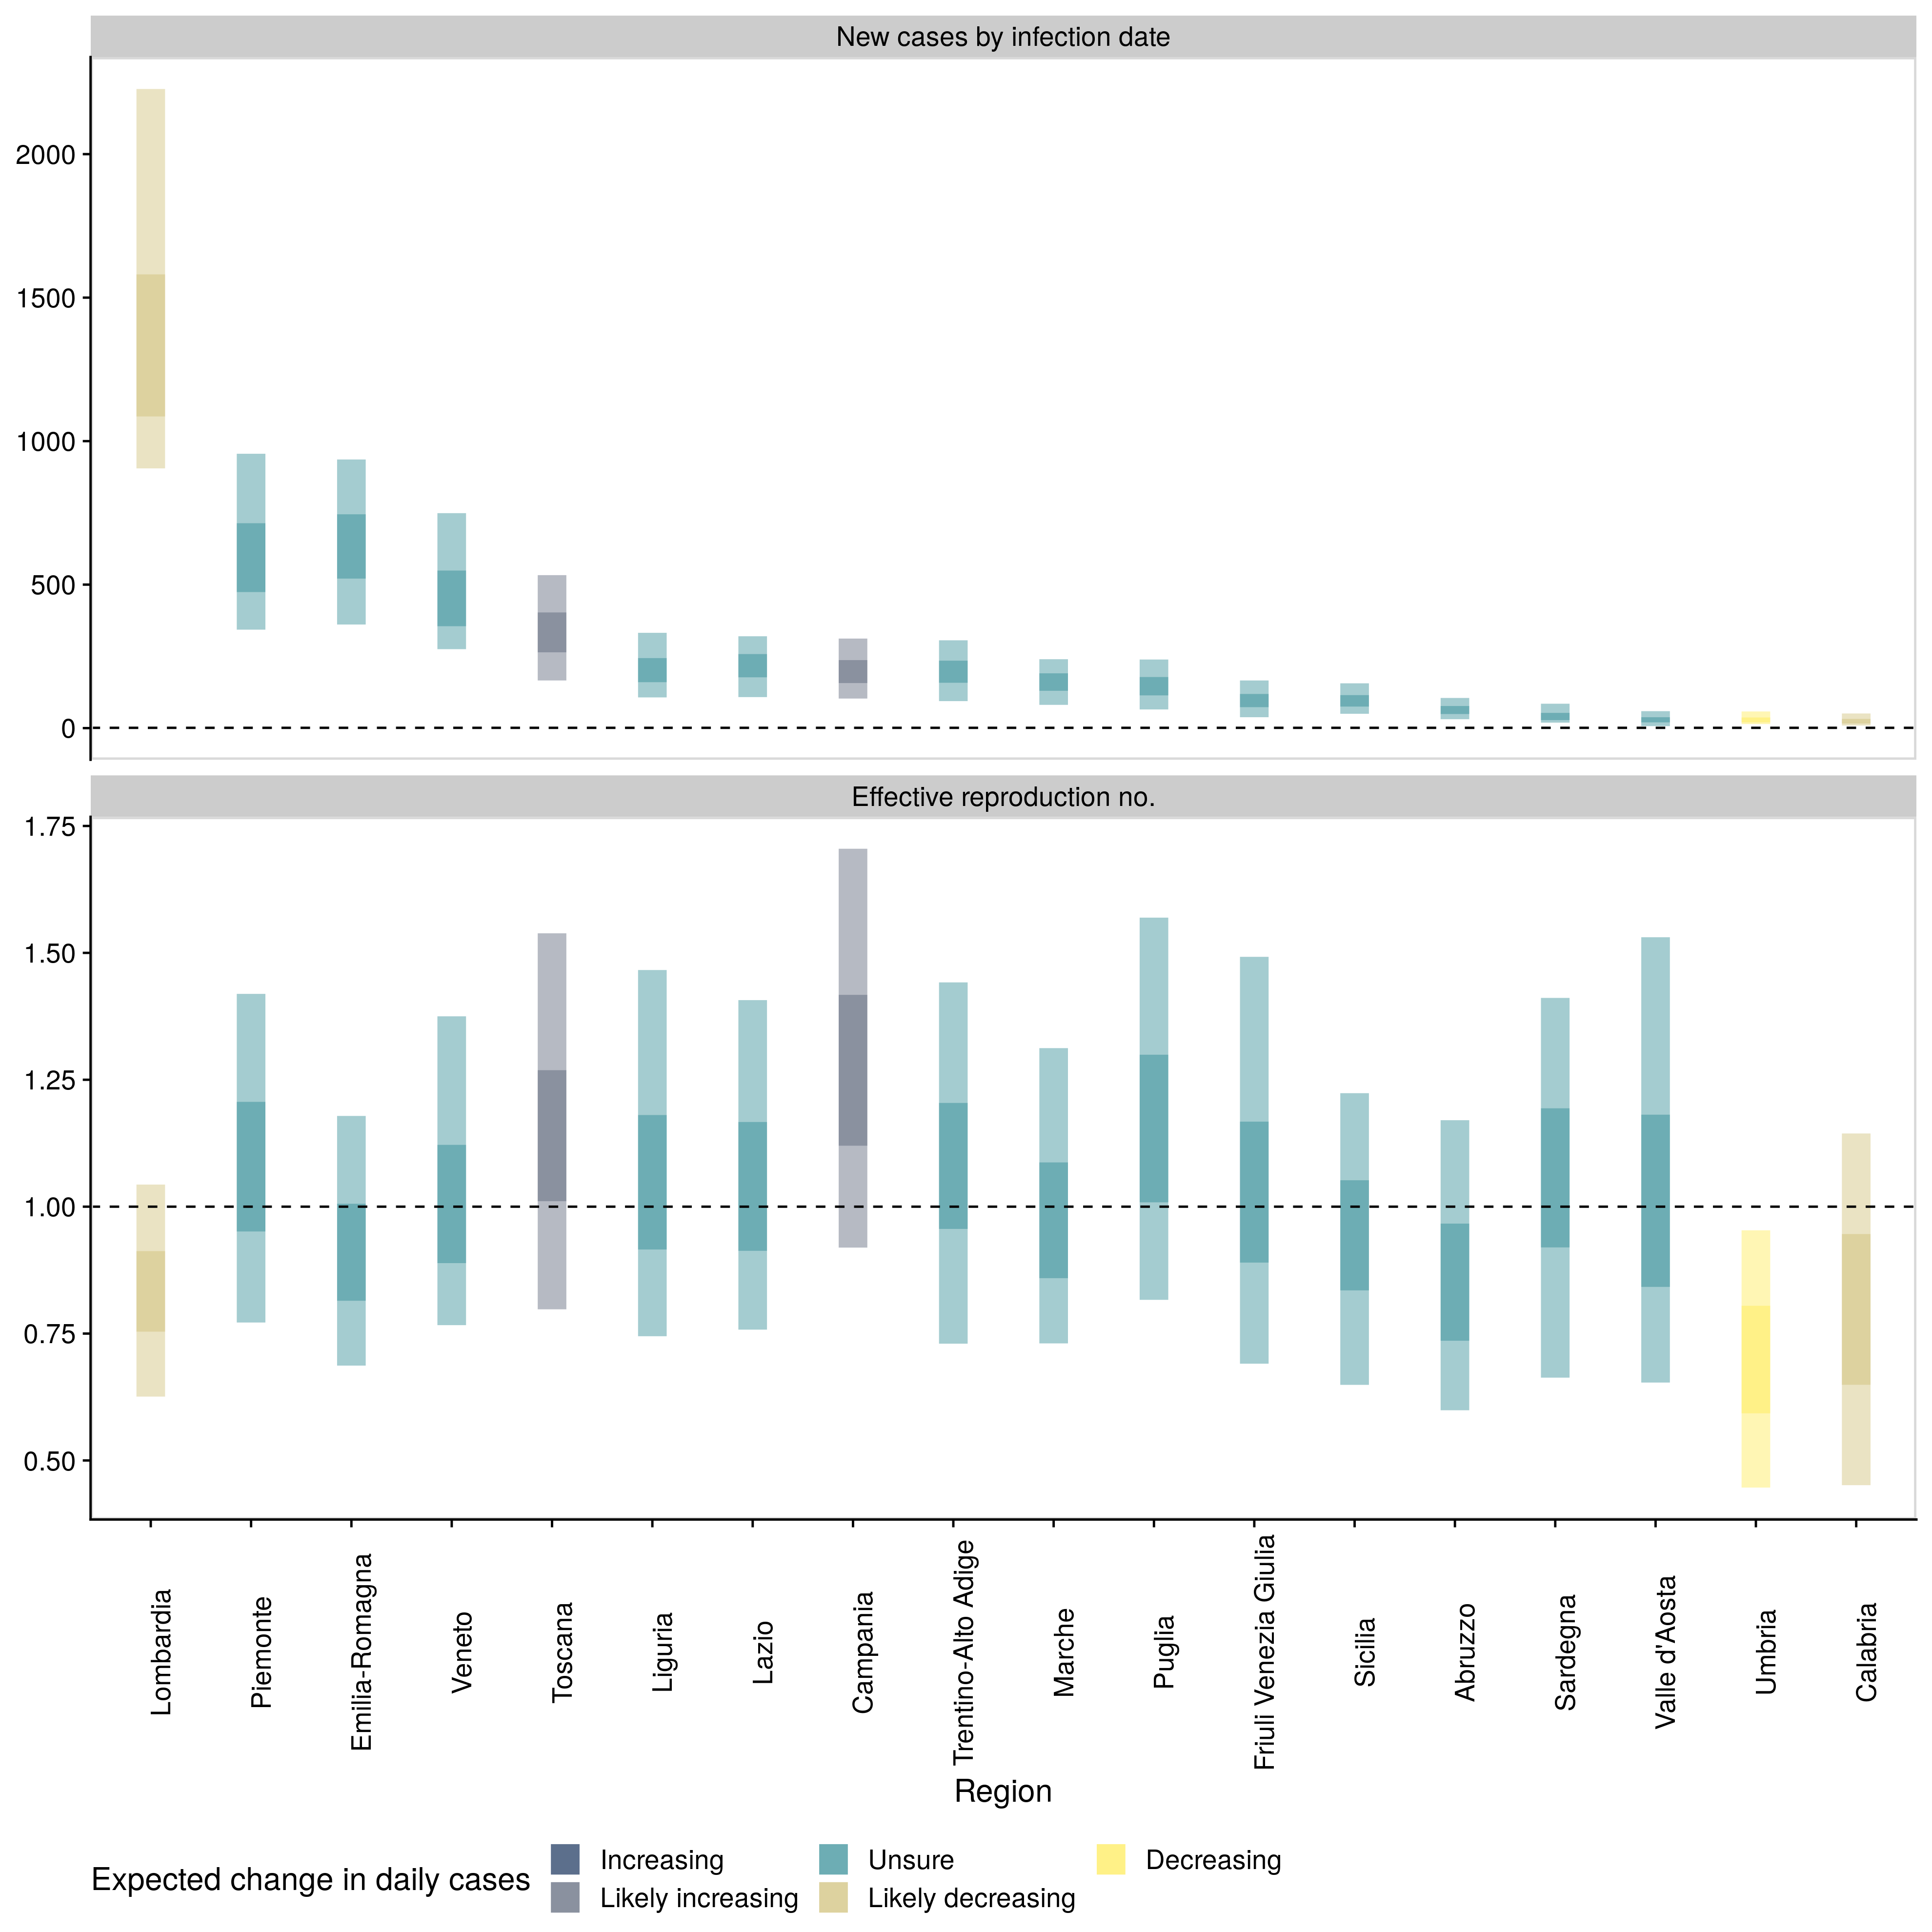 New cases by infection date
2000
1500
1000
500
0
Effective reproduction no.
1.75
1.50
1.25
1.00
0.75
0.50
Lombardia
Piemonte
Emilia-Romagna
Veneto
Toscana
Liguria
Lazio
Campania
Trentino-Alto Adige
Marche
Puglia
Friuli Venezia Giulia
Sicilia
Abruzzo
Sardegna
Valle d'Aosta
Umbria
Calabria
Region
Expected change in daily cases
Increasing
Likely increasing
Unsure
Likely decreasing
Decreasing